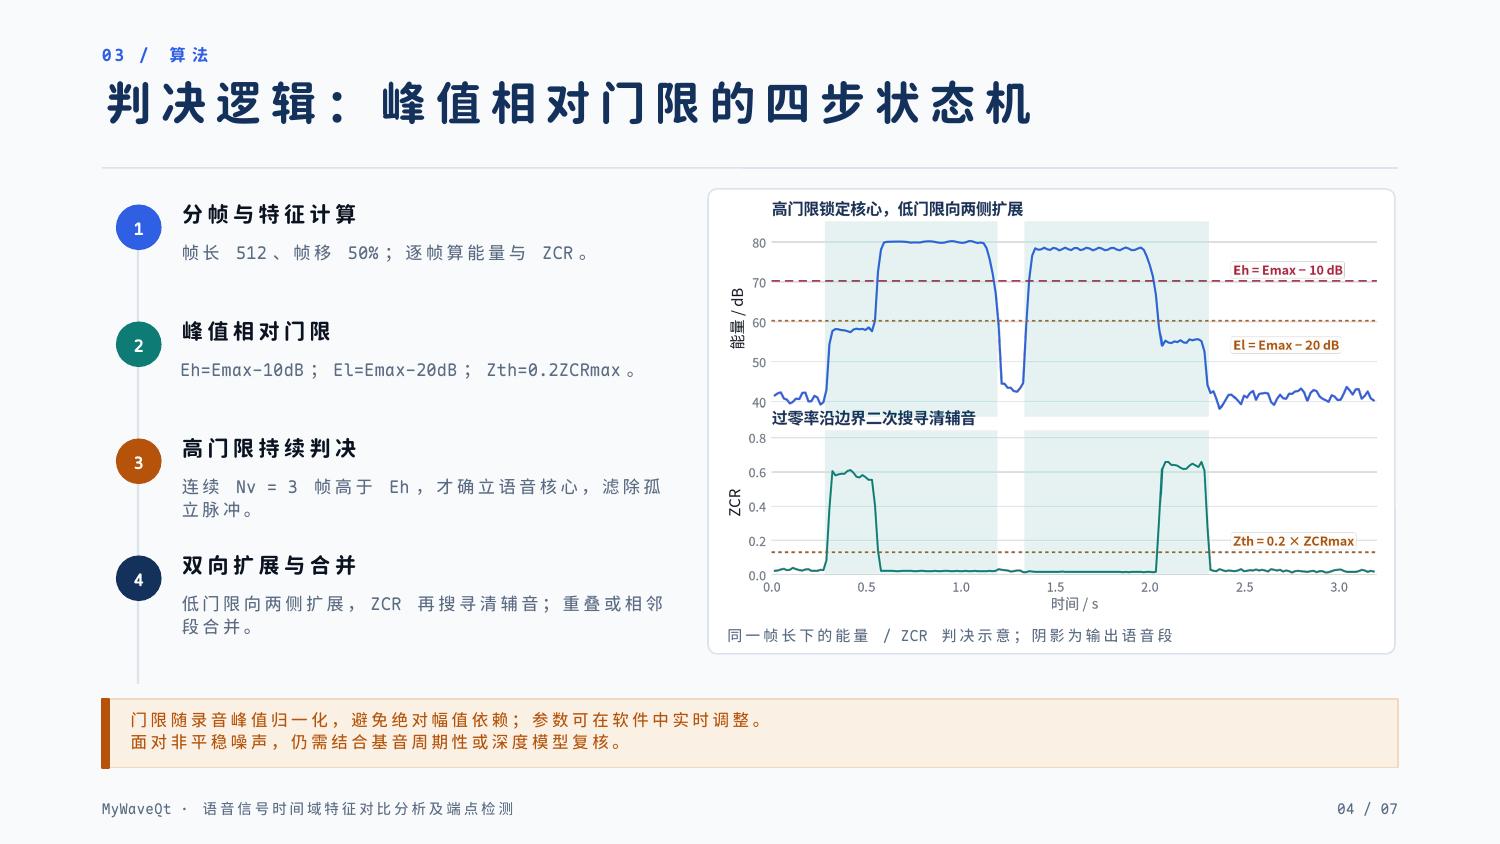 03 / 算法
判决逻辑：峰值相对门限的四步状态机
1
分帧与特征计算
帧长 512、帧移 50%；逐帧算能量与 ZCR。
2
峰值相对门限
Eh=Emax-10dB；El=Emax-20dB；Zth=0.2ZCRmax。
3
高门限持续判决
连续 Nv = 3 帧高于 Eh，才确立语音核心，滤除孤
立脉冲。
4
双向扩展与合并
低门限向两侧扩展，ZCR 再搜寻清辅音；重叠或相邻
段合并。
高门限锁定核心，低门限向两侧扩展
80
70
60
50
40
能量 / dB
Eh = Emax − 10 dB
El = Emax − 20 dB
过零率沿边界二次搜寻清辅音
0.8
0.6
0.4
0.2
0.0
ZCR
Zth = 0.2 × ZCRmax
0.0 0.5 1.0 1.5 2.0 2.5 3.0
时间 / s
同一帧长下的能量 / ZCR 判决示意；阴影为输出语音段
门限随录音峰值归一化，避免绝对幅值依赖；参数可在软件中实时调整。
面对非平稳噪声，仍需结合基音周期性或深度模型复核。
MyWaveQt · 语音信号时间域特征对比分析及端点检测
04 / 07